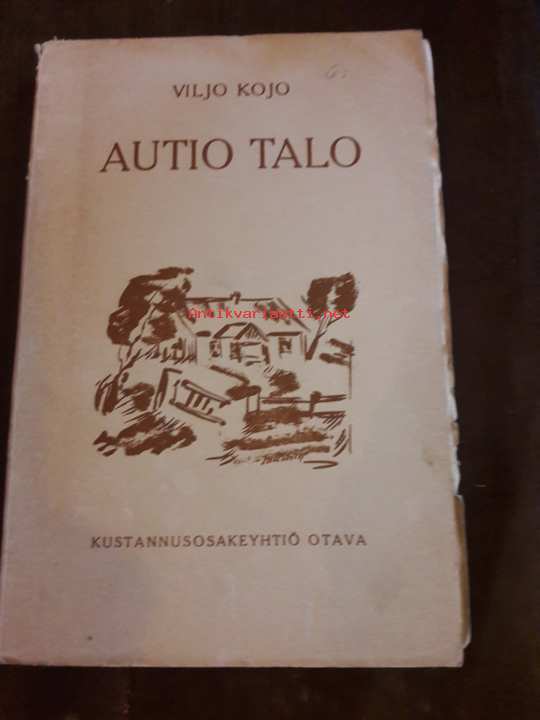 VILJO KOJO
AUTIO TALO
antikvariaatti.net
KUSTANNUSOSAKEYHTIÖ OTAVA